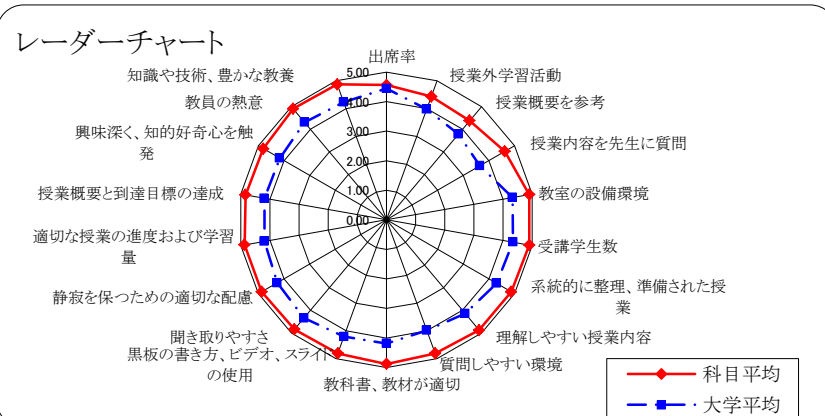 レーダーチャート
出席率
授業外学習活動
授業概要を参考
授業内容を先生に質問
教室の設備環境
受講学生数
系統的に整理、準備された授
業
理解しやすい授業内容
質問しやすい環境
教科書、教材が適切
黒板の書き方、ビデオ、スライド
の使用
聞き取りやすさ
静寂を保つための適切な配慮
適切な授業の進度および学習
量
授業概要と到達目標の達成
興味深く、知的好奇心を触
発
教員の熱意
知識や技術、豊かな教養
5.00
4.00
3.00
2.00
1.00
0.00
科目平均
大学平均